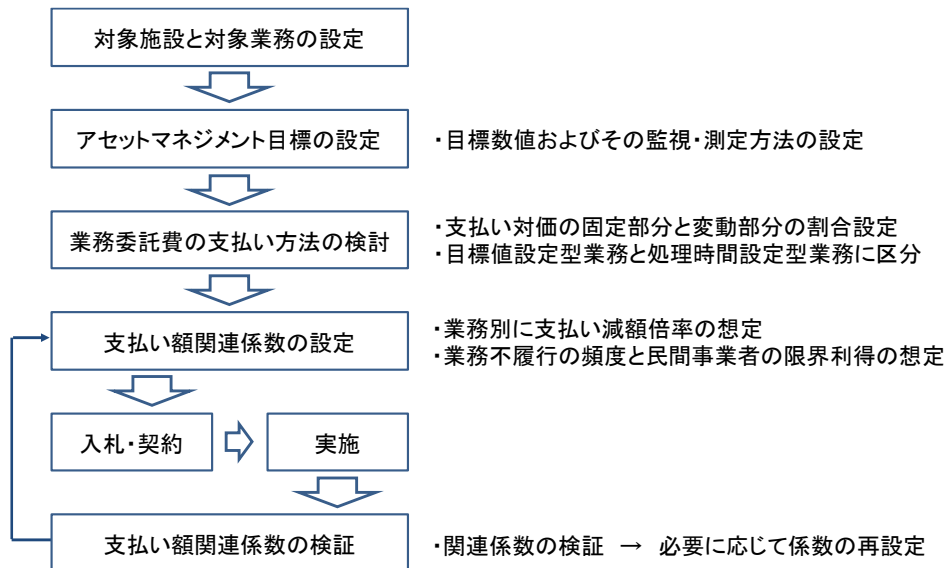 対象施設と対象業務の設定
アセットマネジメント目標の設定
・目標数値およびその監視・測定方法の設定
業務委託費の支払い方法の検討
・支払い対価の固定部分と変動部分の割合設定
・目標値設定型業務と処理時間設定型業務に区分
支払い額関連係数の設定
・業務別に支払い減額倍率の想定
・業務不履行の頻度と民間事業者の限界利得の想定
入札・契約
実施
支払い額関連係数の検証
・関連係数の検証 → 必要に応じて係数の再設定